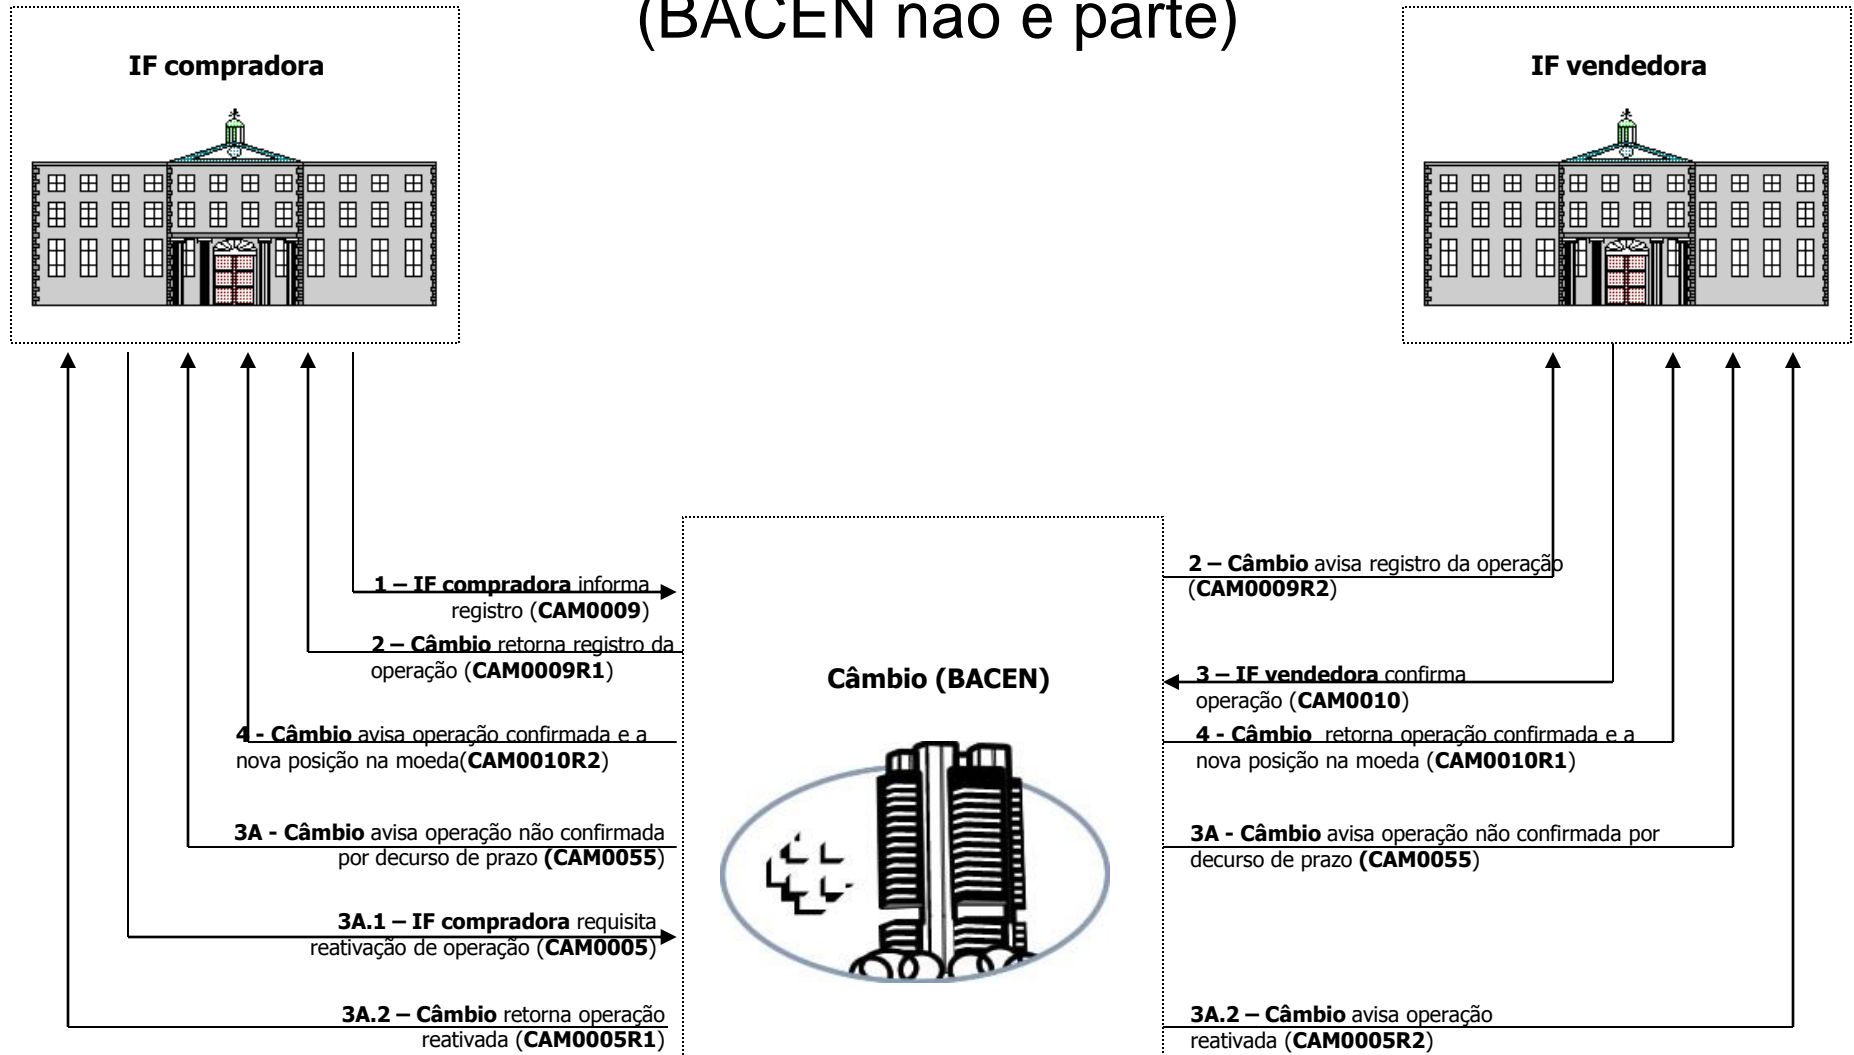 (BACEN não é parte)
IF compradora
IF vendedora
1 – IF compradora informa
registro (CAM0009)
2 – Câmbio retorna registro da
operação (CAM0009R1)
4 - Câmbio avisa operação confirmada e a
nova posição na moeda(CAM0010R2)
3A - Câmbio avisa operação não confirmada
por decurso de prazo (CAM0055)
3A.1 – IF compradora requisita
reativação de operação (CAM0005)
3A.2 – Câmbio retorna operação
reativada (CAM0005R1)
Câmbio (BACEN)
2 – Câmbio avisa registro da operação
(CAM0009R2)
3 – IF vendedora confirma
operação (CAM0010)
4 - Câmbio  retorna operação confirmada e a
nova posição na moeda (CAM0010R1)
3A - Câmbio avisa operação não confirmada por
decurso de prazo (CAM0055)
3A.2 – Câmbio avisa operação
reativada (CAM0005R2)